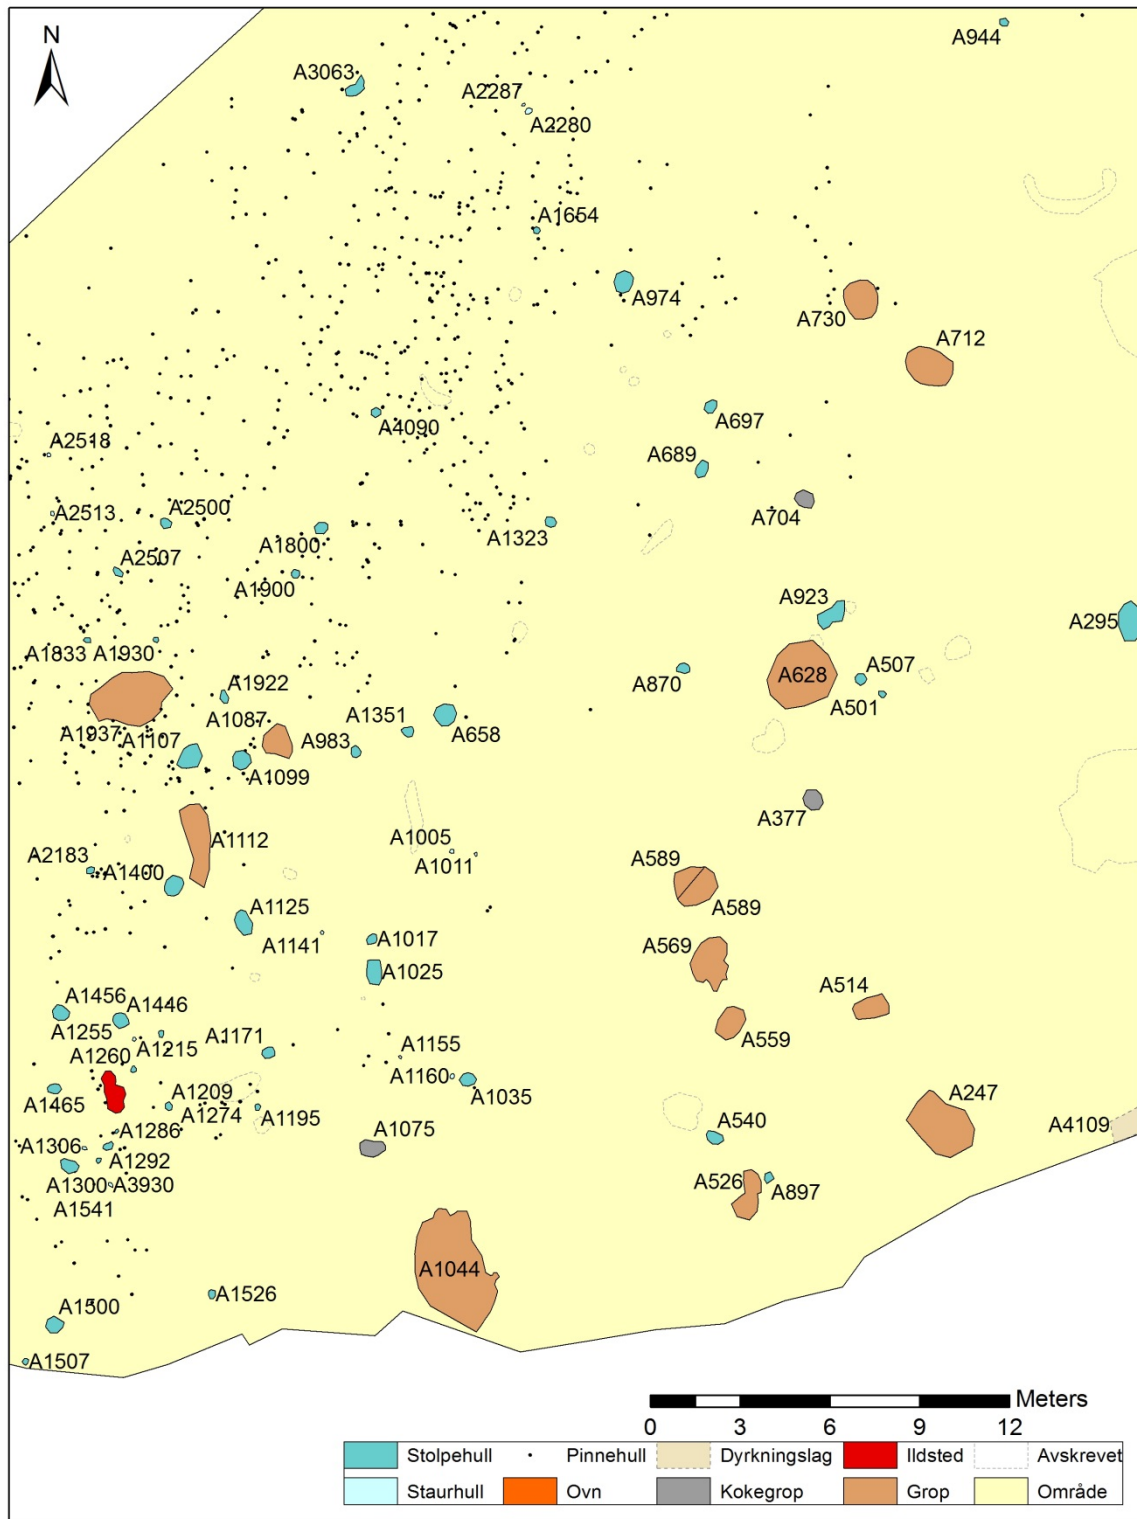 N
A944
A3063
A2287
A2280
A1654
A974
A730
A712
A697
A4090
A2518
A689
A2513
A2500
A704
A1800
A1323
A2507
A1900
A923
A295
A1833 A1930
A870
A628
A507
A501
A1922
A1087
A1351
A1937
A1107
A983
A658
A1099
A377
A1112
A1005
A1011
A2183
A1400
A589
A589
A1125
A1141
A1017
A569
A1025
A514
A1456
A1446
A1255
A1215
A1171
A559
A1260
A1155
A1160
A1465
A1209
A1274
A1195
A1035
A247
A1286
A1075
A540
A4109
A1306
A1292
A1300
A3930
A526
A897
A1541
A1044
A1526
A1500
A1507
Meters
0 3 6 9 12
Stolpehull Pinnehull Dyrkningslag Ildsted Avskrevet
Staurhull Ovn Kokegrop Grop Område